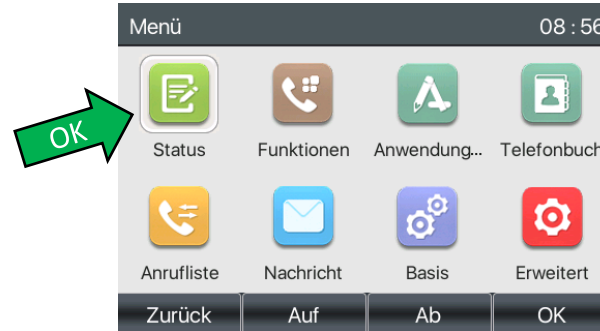 Menü 08 : 56
OK
Status Funktionen Anwendung... Telefonbuch
Anrufliste Nachricht Basis Erweitert
Zurück Auf Ab OK